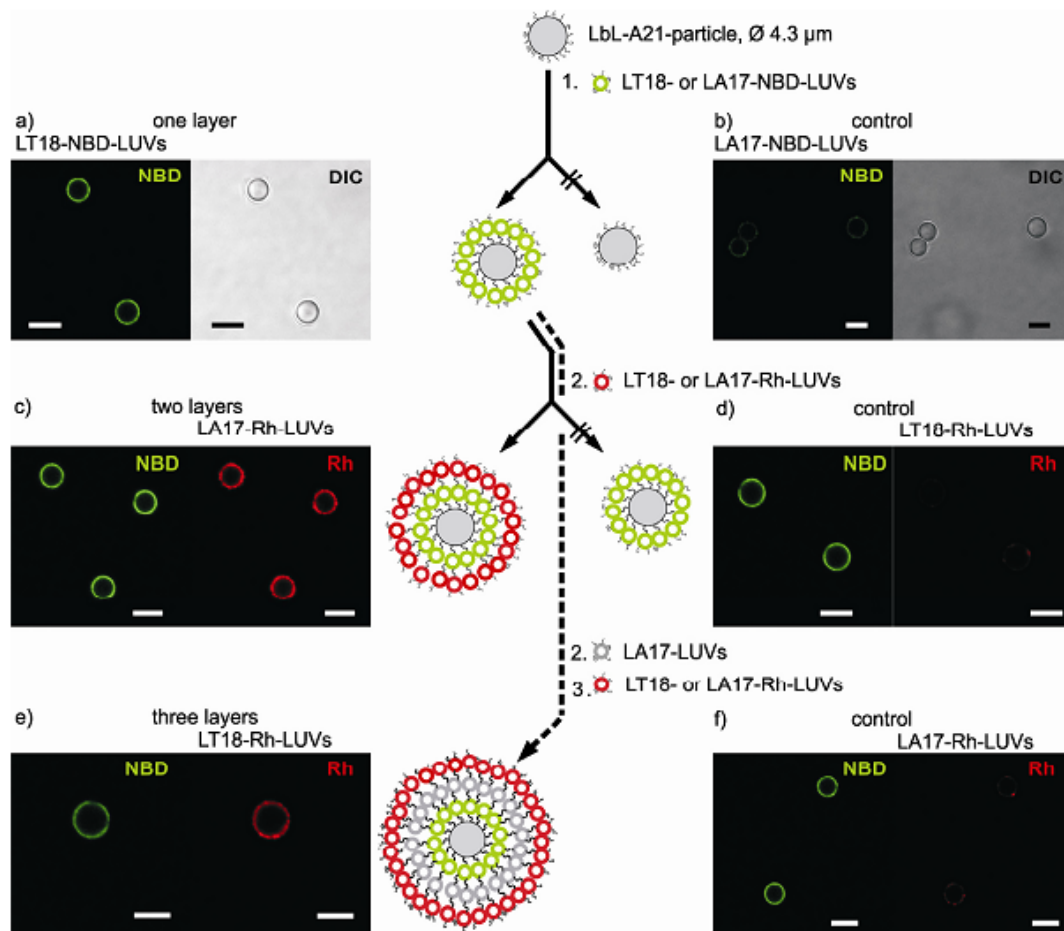 LbL-A21-particle, Ø 4.3 µm
1. LT18- or LA17-NBD-LUVs
a) one layer
LT18-NBD-LUVs
NBD
DIC
b) control
LA17-NBD-LUVs
NBD
DIC
2. LT18- or LA17-Rh-LUVs
c) two layers
LA17-Rh-LUVs
NBD
Rh
d) control
LT18-Rh-LUVs
NBD
Rh
2. LA17-LUVs
3. LT18- or LA17-Rh-LUVs
e) three layers
LT18-Rh-LUVs
NBD
Rh
f) control
LA17-Rh-LUVs
NBD
Rh